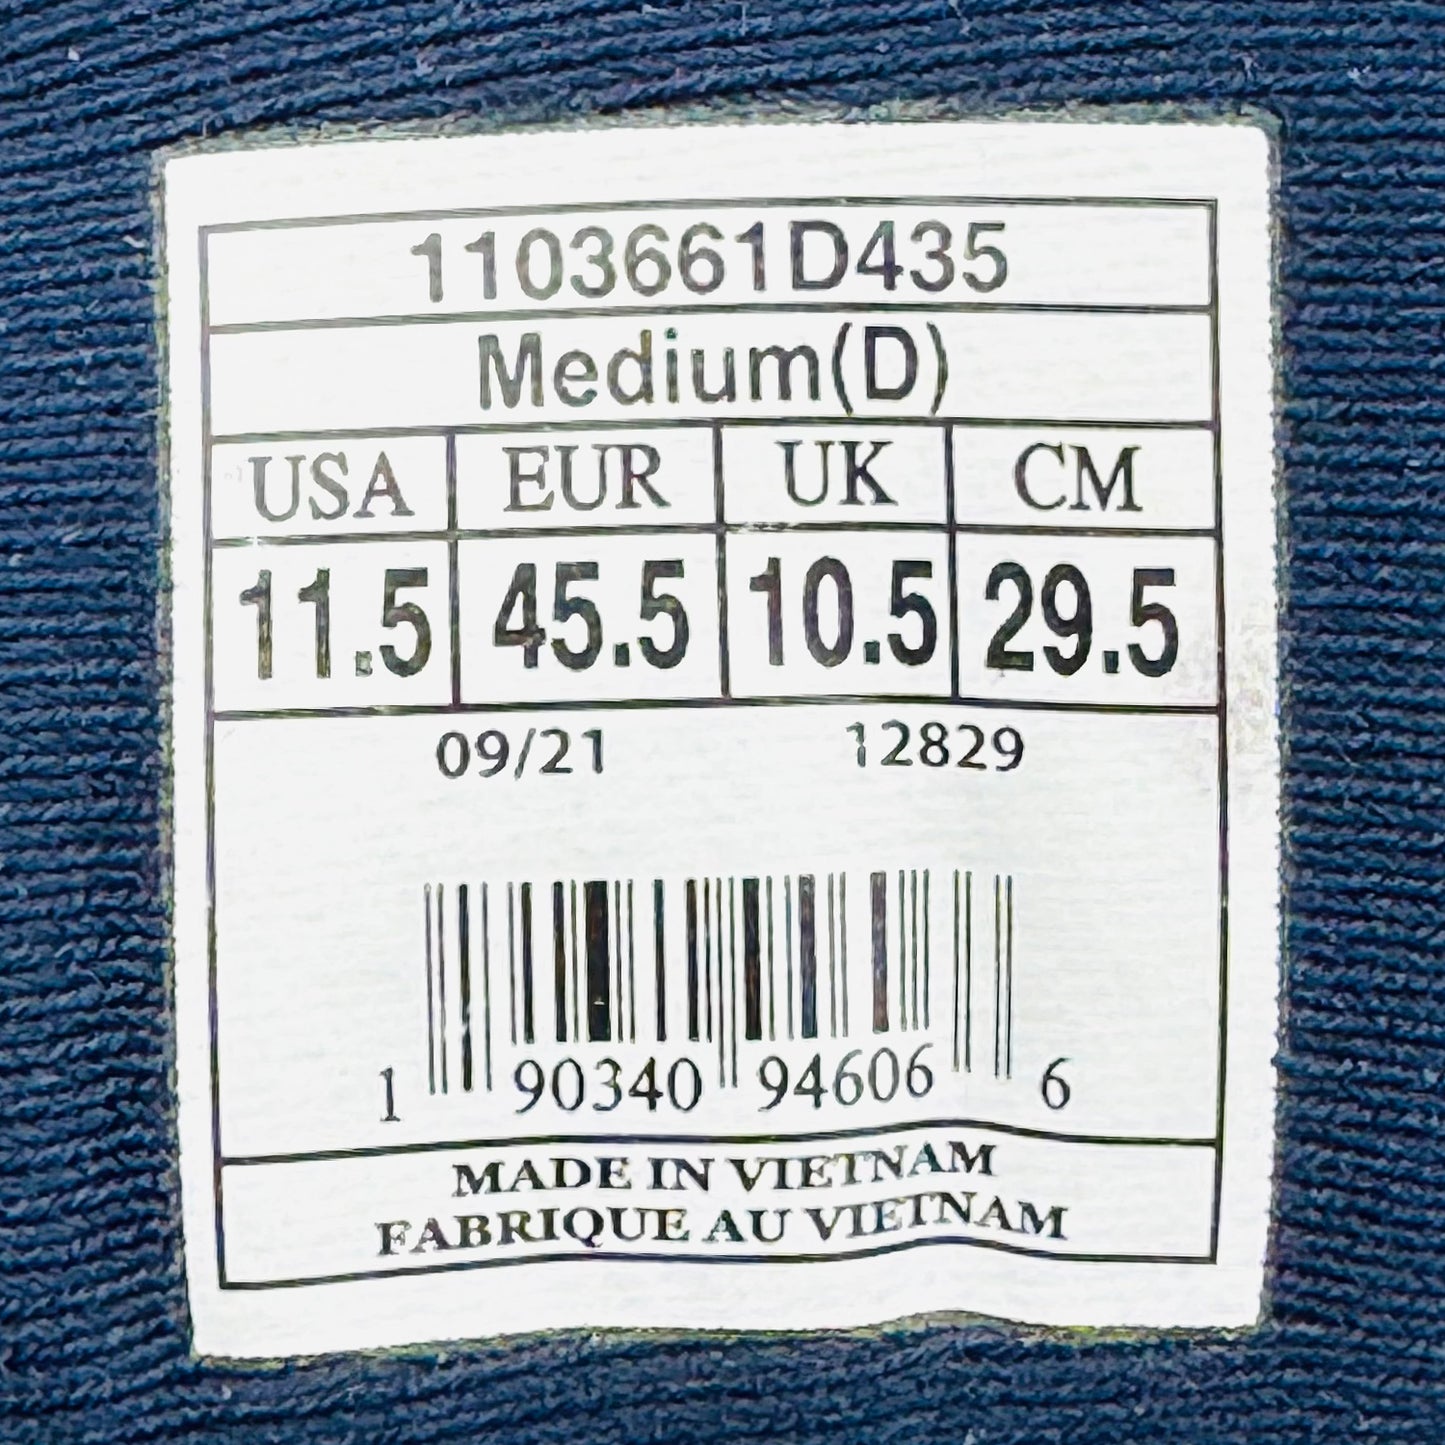 1103661D435
Medium(D)
USA EUR UK CM
11.5 45.5 10.5 29.5
09/21 12829
1 90340 94606 6
MADE IN VIETNAM
FABRIQUE AU VIETNAM